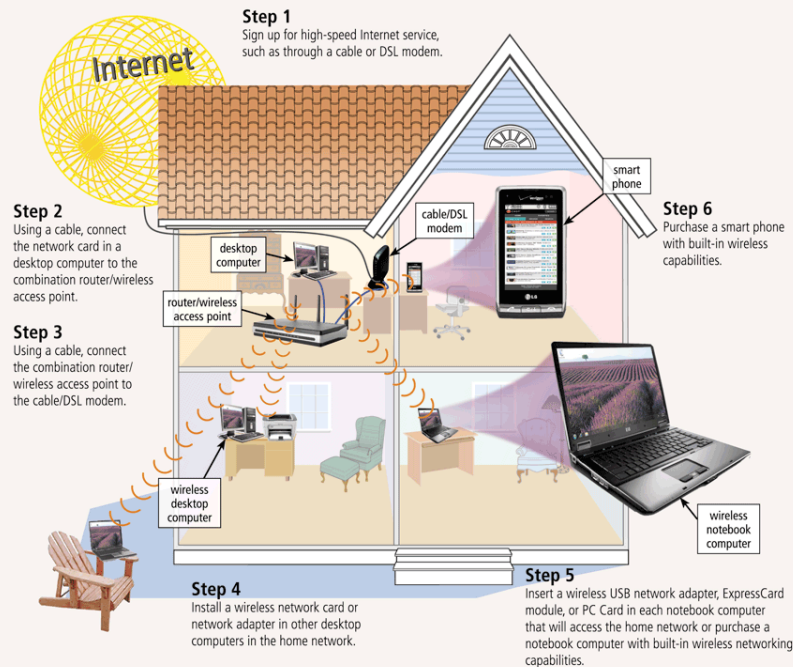 Step 1
Sign up for high-speed Internet service,
such as through a cable or DSL modem.
Internet
smart
phone
Step 2
Using a cable, connect
the network card in a
desktop computer to the
combination router/wireless
access point.
cable/DSL
modem
Step 6
Purchase a smart phone
with built-in wireless
capabilities.
desktop
computer
router/wireless
access point
verizon
LG
Step 3
Using a cable, connect
the combination router/
wireless access point to
the cable/DSL modem.
wireless
desktop
computer
wireless
notebook
computer
Step 4
Install a wireless network card or
network adapter in other desktop
computers in the home network.
Step 5
Insert a wireless USB network adapter, ExpressCard
module, or PC Card in each notebook computer
that will access the home network or purchase a
notebook computer with built-in wireless networking
capabilities.